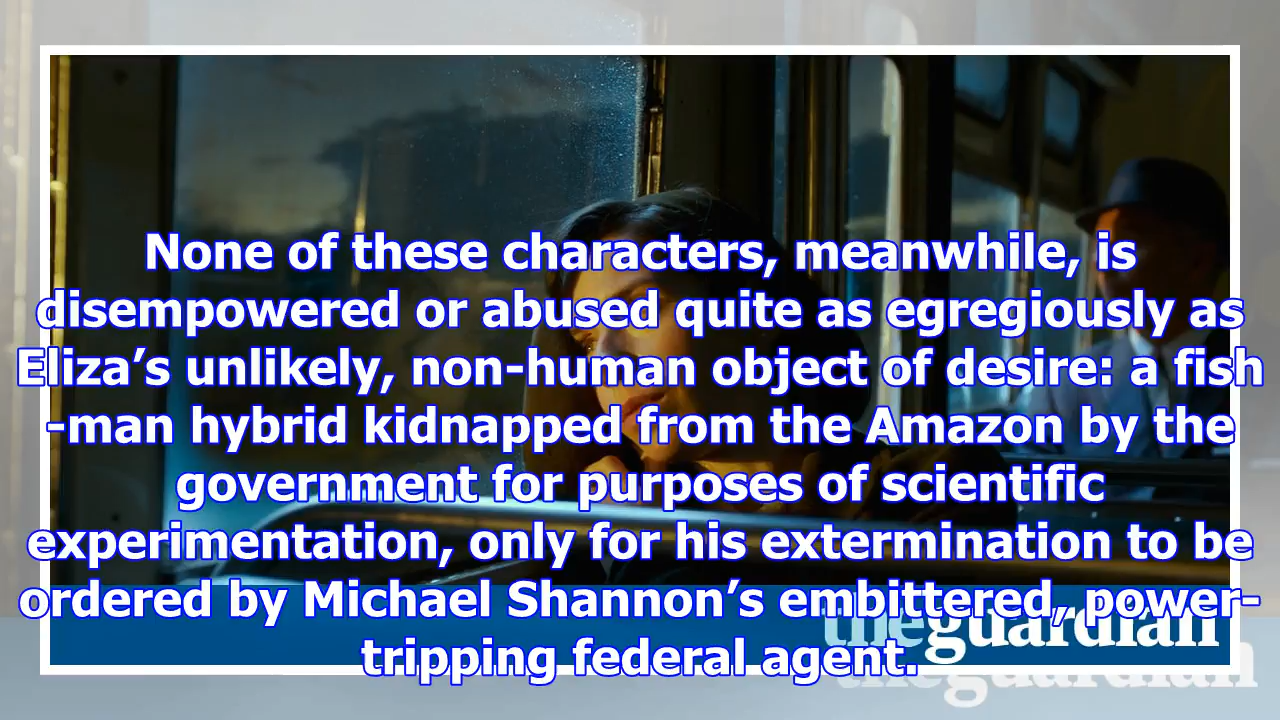 None of these characters, meanwhile, is
disempowered or abused quite as egregiously as
Eliza’s unlikely, non-human object of desire: a fish
-man hybrid kidnapped from the Amazon by the
government for purposes of scientific
experimentation, only for his extermination to be
ordered by Michael Shannon’s embittered, power-
tripping federal agent.
theguardian
theguardian